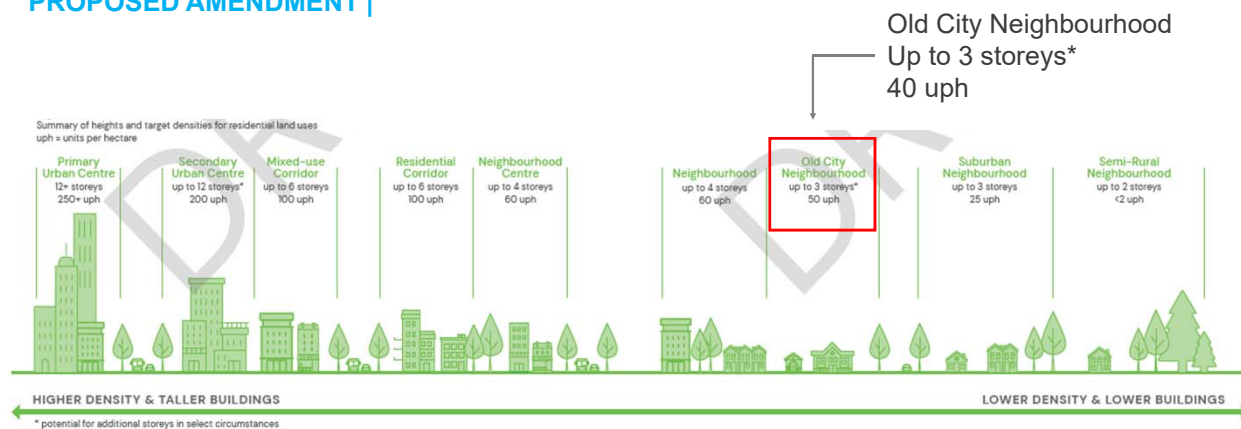 PROPOSED AMENDMENT |
Old City Neighbourhood
Up to 3 storeys*
40 uph
Summary of heights and target densities for residential land uses
uph = units per hectare
Primary
Urban Centre
12+ storeys
250+ uph
Secondary
Urban Centre
up to 12 storeys*
200 uph
Mixed-use
Corridor
up to 6 storeys
100 uph
Residential
Corridor
up to 6 storeys
100 uph
Neighbourhood
Centre
up to 4 storeys
60 uph
Neighbourhood
up to 4 storeys
60 uph
Old City
Neighbourhood
up to 3 storeys*
50 uph
Suburban
Neighbourhood
up to 3 storeys
25 uph
Semi-Rural
Neighbourhood
up to 2 storeys
<2 uph
HIGHER DENSITY & TALLER BUILDINGS
LOWER DENSITY & LOWER BUILDINGS
* potential for additional storeys in select circumstances